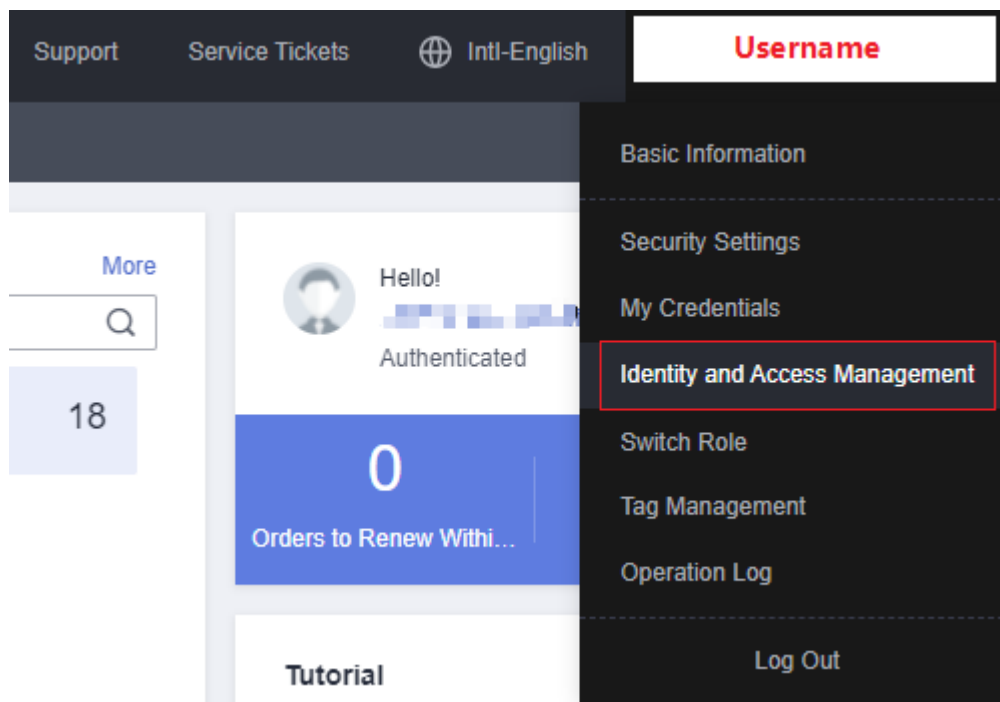 Support Service Tickets Intl-English Username
Basic Information
Security Settings
My Credentials
Identity and Access Management
Switch Role
Tag Management
Operation Log
Log Out
More
18
Hello!
Authenticated
0
Orders to Renew Withi...
Tutorial